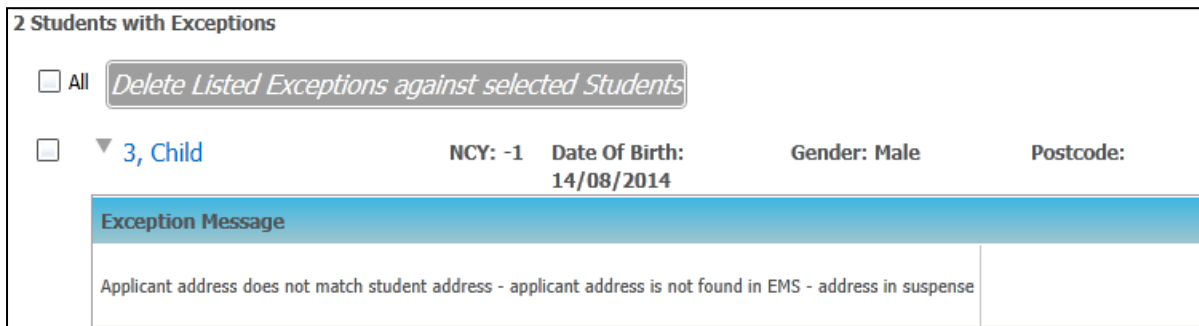 2 Students with Exceptions
All Delete Listed Exceptions against selected Students
3, Child NCY: -1 Date Of Birth: Gender: Male Postcode:
14/08/2014
Exception Message
Applicant address does not match student address - applicant address is not found in EMS - address in suspense